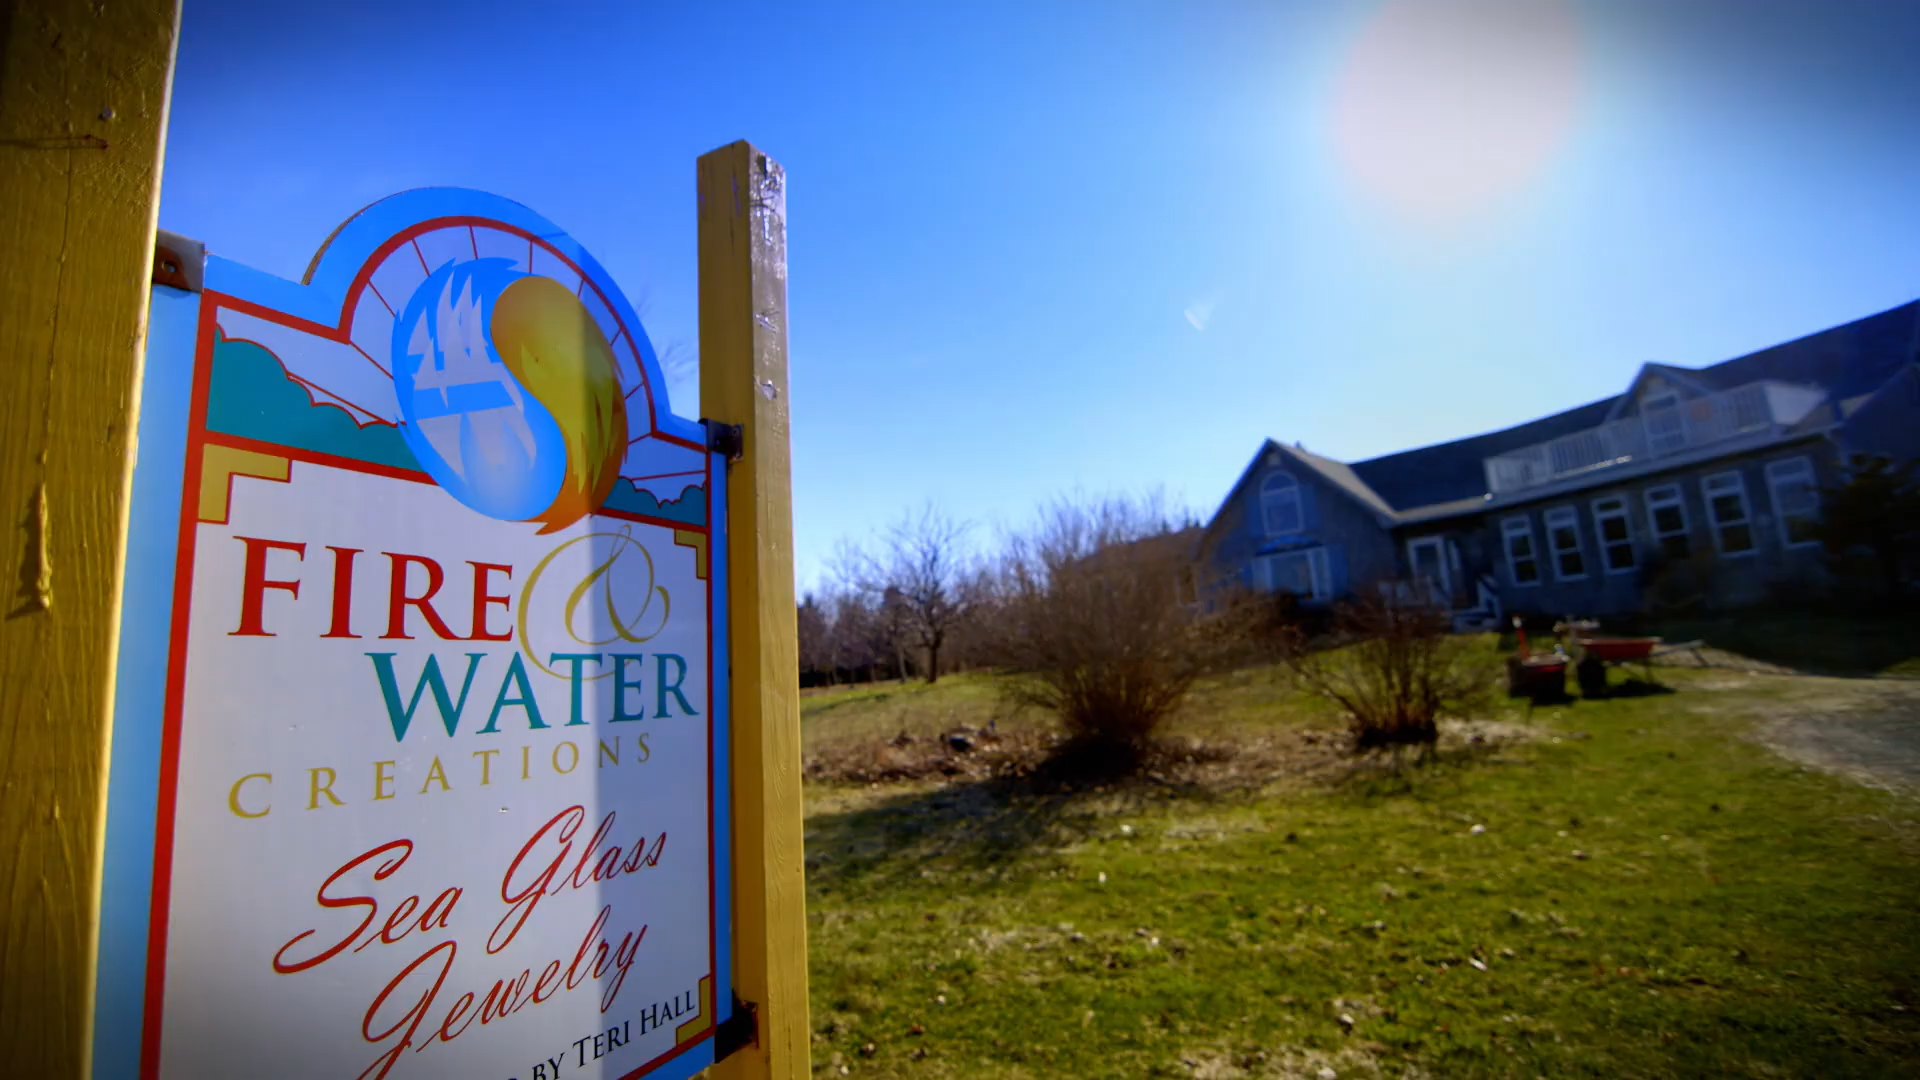 FIRE &
WATER
CREATIONS
Sea Glass
Jewelry
BY TERI HALL